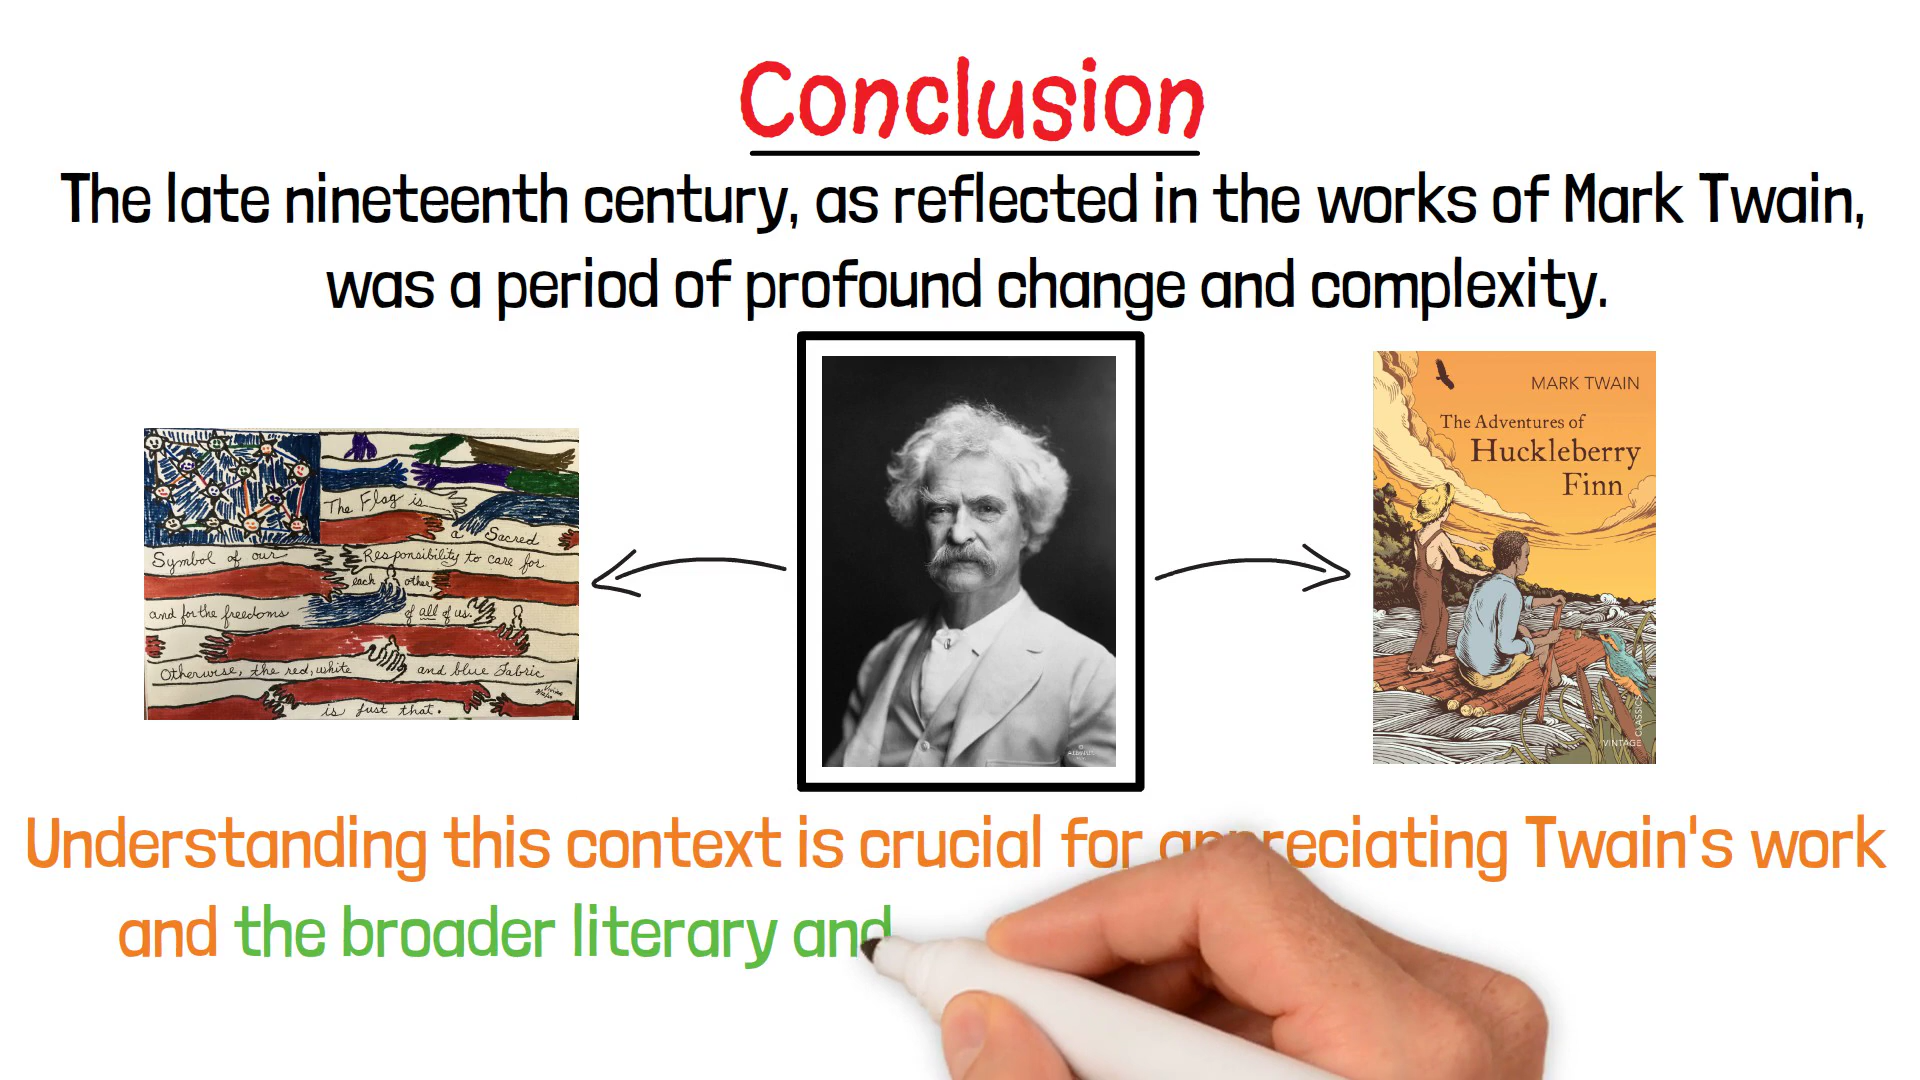 Conclusion
The late nineteenth century, as reflected in the works of Mark Twain,
was a period of profound change and complexity.
The Flag is
a Sacred
Symbol of our Responsibility to care for
each other,
and for the freedoms of all of us.
Otherwise, the red, white and blue Fabric
is just that.
MARK TWAIN
The Adventures of
Huckleberry
Finn
VINTAGE
CLASSICS
Understanding this context is crucial for appreciating Twain's work
and the broader literary and